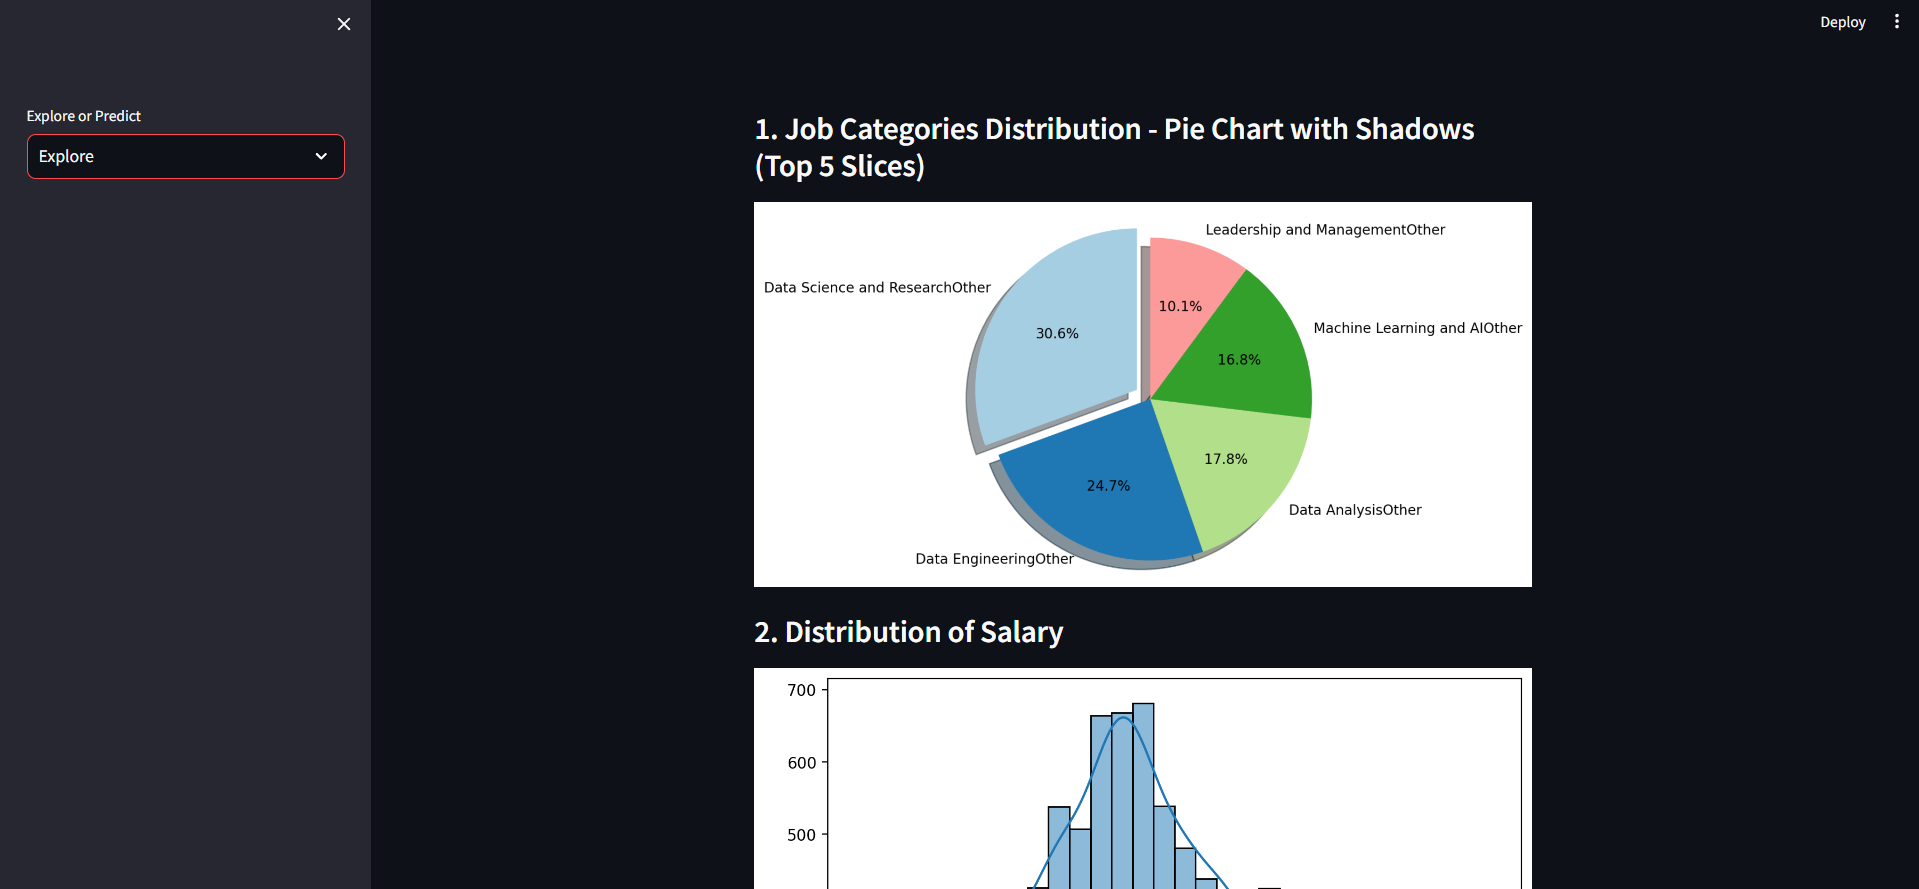 Deploy
Explore or Predict
Explore
1. Job Categories Distribution - Pie Chart with Shadows
(Top 5 Slices)
Leadership and ManagementOther
Data Science and ResearchOther
10.1%
Machine Learning and AIOther
30.6%
16.8%
17.8%
24.7%
Data AnalysisOther
Data EngineeringOther
2. Distribution of Salary
700
600
500